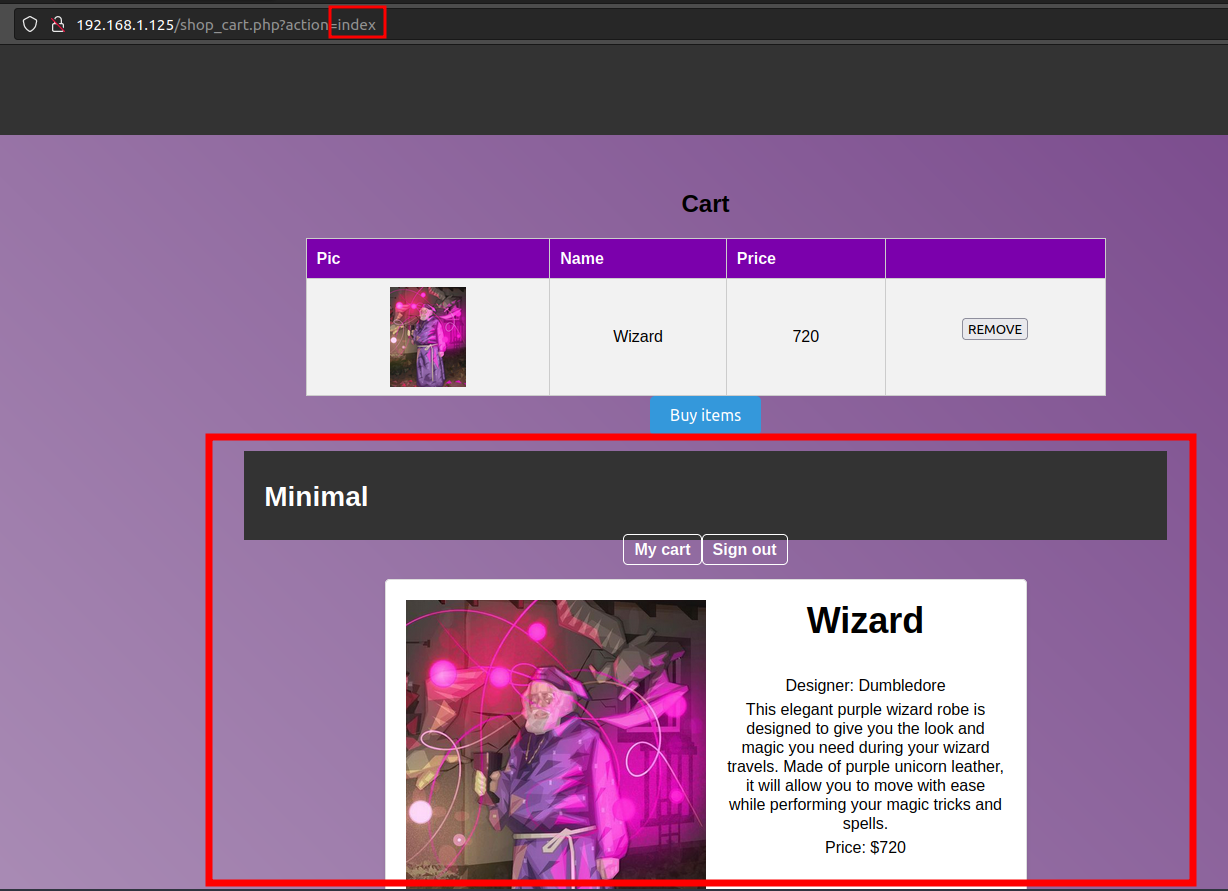 192.168.1.125/shop_cart.php?action=index
Cart
Pic Name Price
Wizard 720 REMOVE
Buy items
Minimal
My cart Sign out
Wizard
Designer: Dumbledore
This elegant purple wizard robe is
designed to give you the look and
magic you need during your wizard
travels. Made of purple unicorn leather,
it will allow you to move with ease
while performing your magic tricks and
spells.
Price: $720